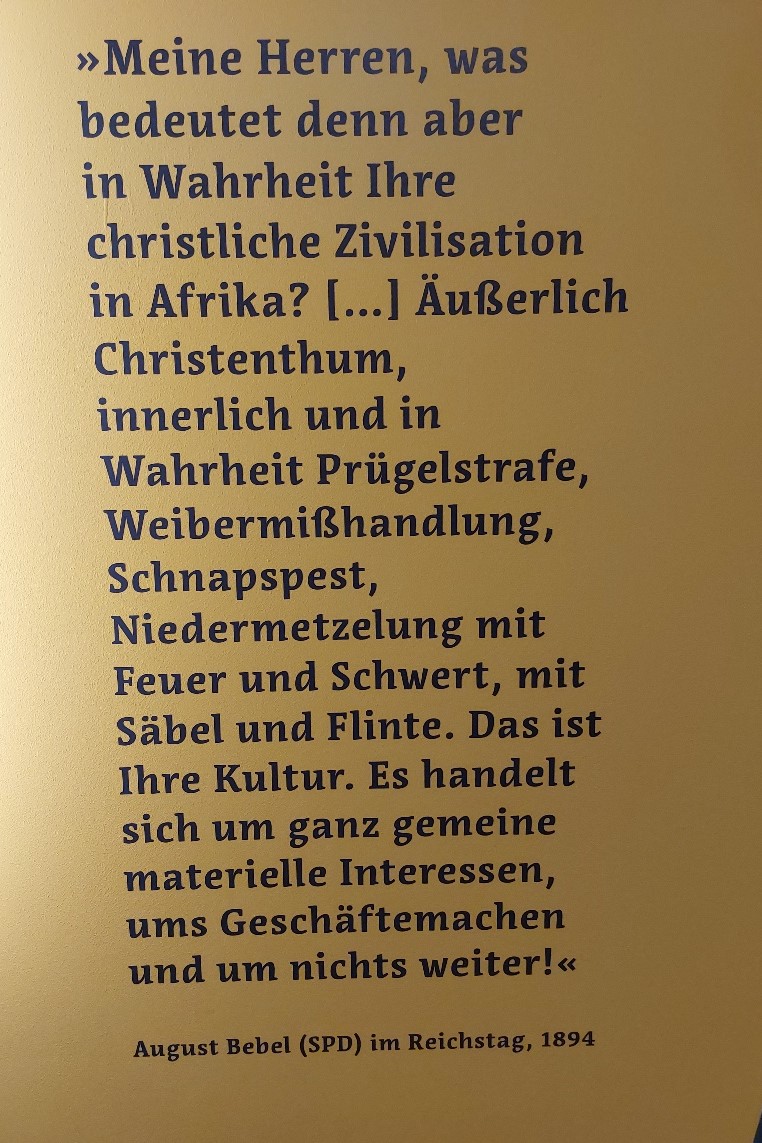 »Meine Herren, was
bedeutet denn aber
in Wahrheit Ihre
christliche Zivilisation
in Afrika? [...] Äußerlich
Christenthum,
innerlich und in
Wahrheit Prügelstrafe,
Weibermißhandlung,
Schnapspest,
Niedermetzelung mit
Feuer und Schwert, mit
Säbel und Flinte. Das ist
Ihre Kultur. Es handelt
sich um ganz gemeine
materielle Interessen,
ums Geschäftemachen
und um nichts weiter!«
August Bebel (SPD) im Reichstag, 1894